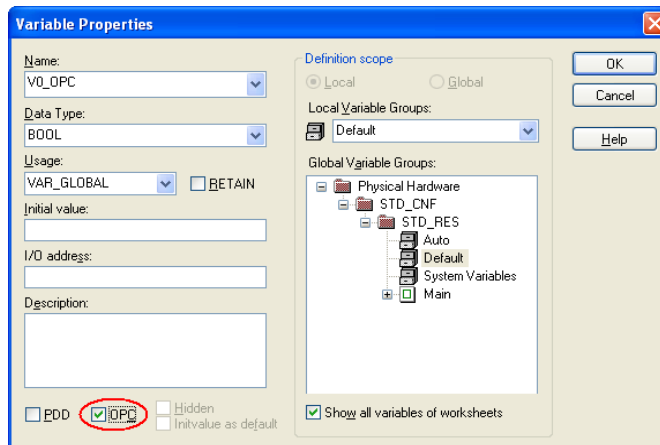 Variable Properties
Name:
V0_OPC
Data Type:
BOOL
Usage:
VAR_GLOBAL
RETAIN
Initial value:
I/O address:
Description:
PDD
OPC
Hidden
Initvalue as default
Definition scope
Local
Global
Local Variable Groups:
Default
Global Variable Groups:
Physical Hardware
STD_CNF
STD_RES
Auto
Default
System Variables
Main
Show all variables of worksheets
OK
Cancel
Help